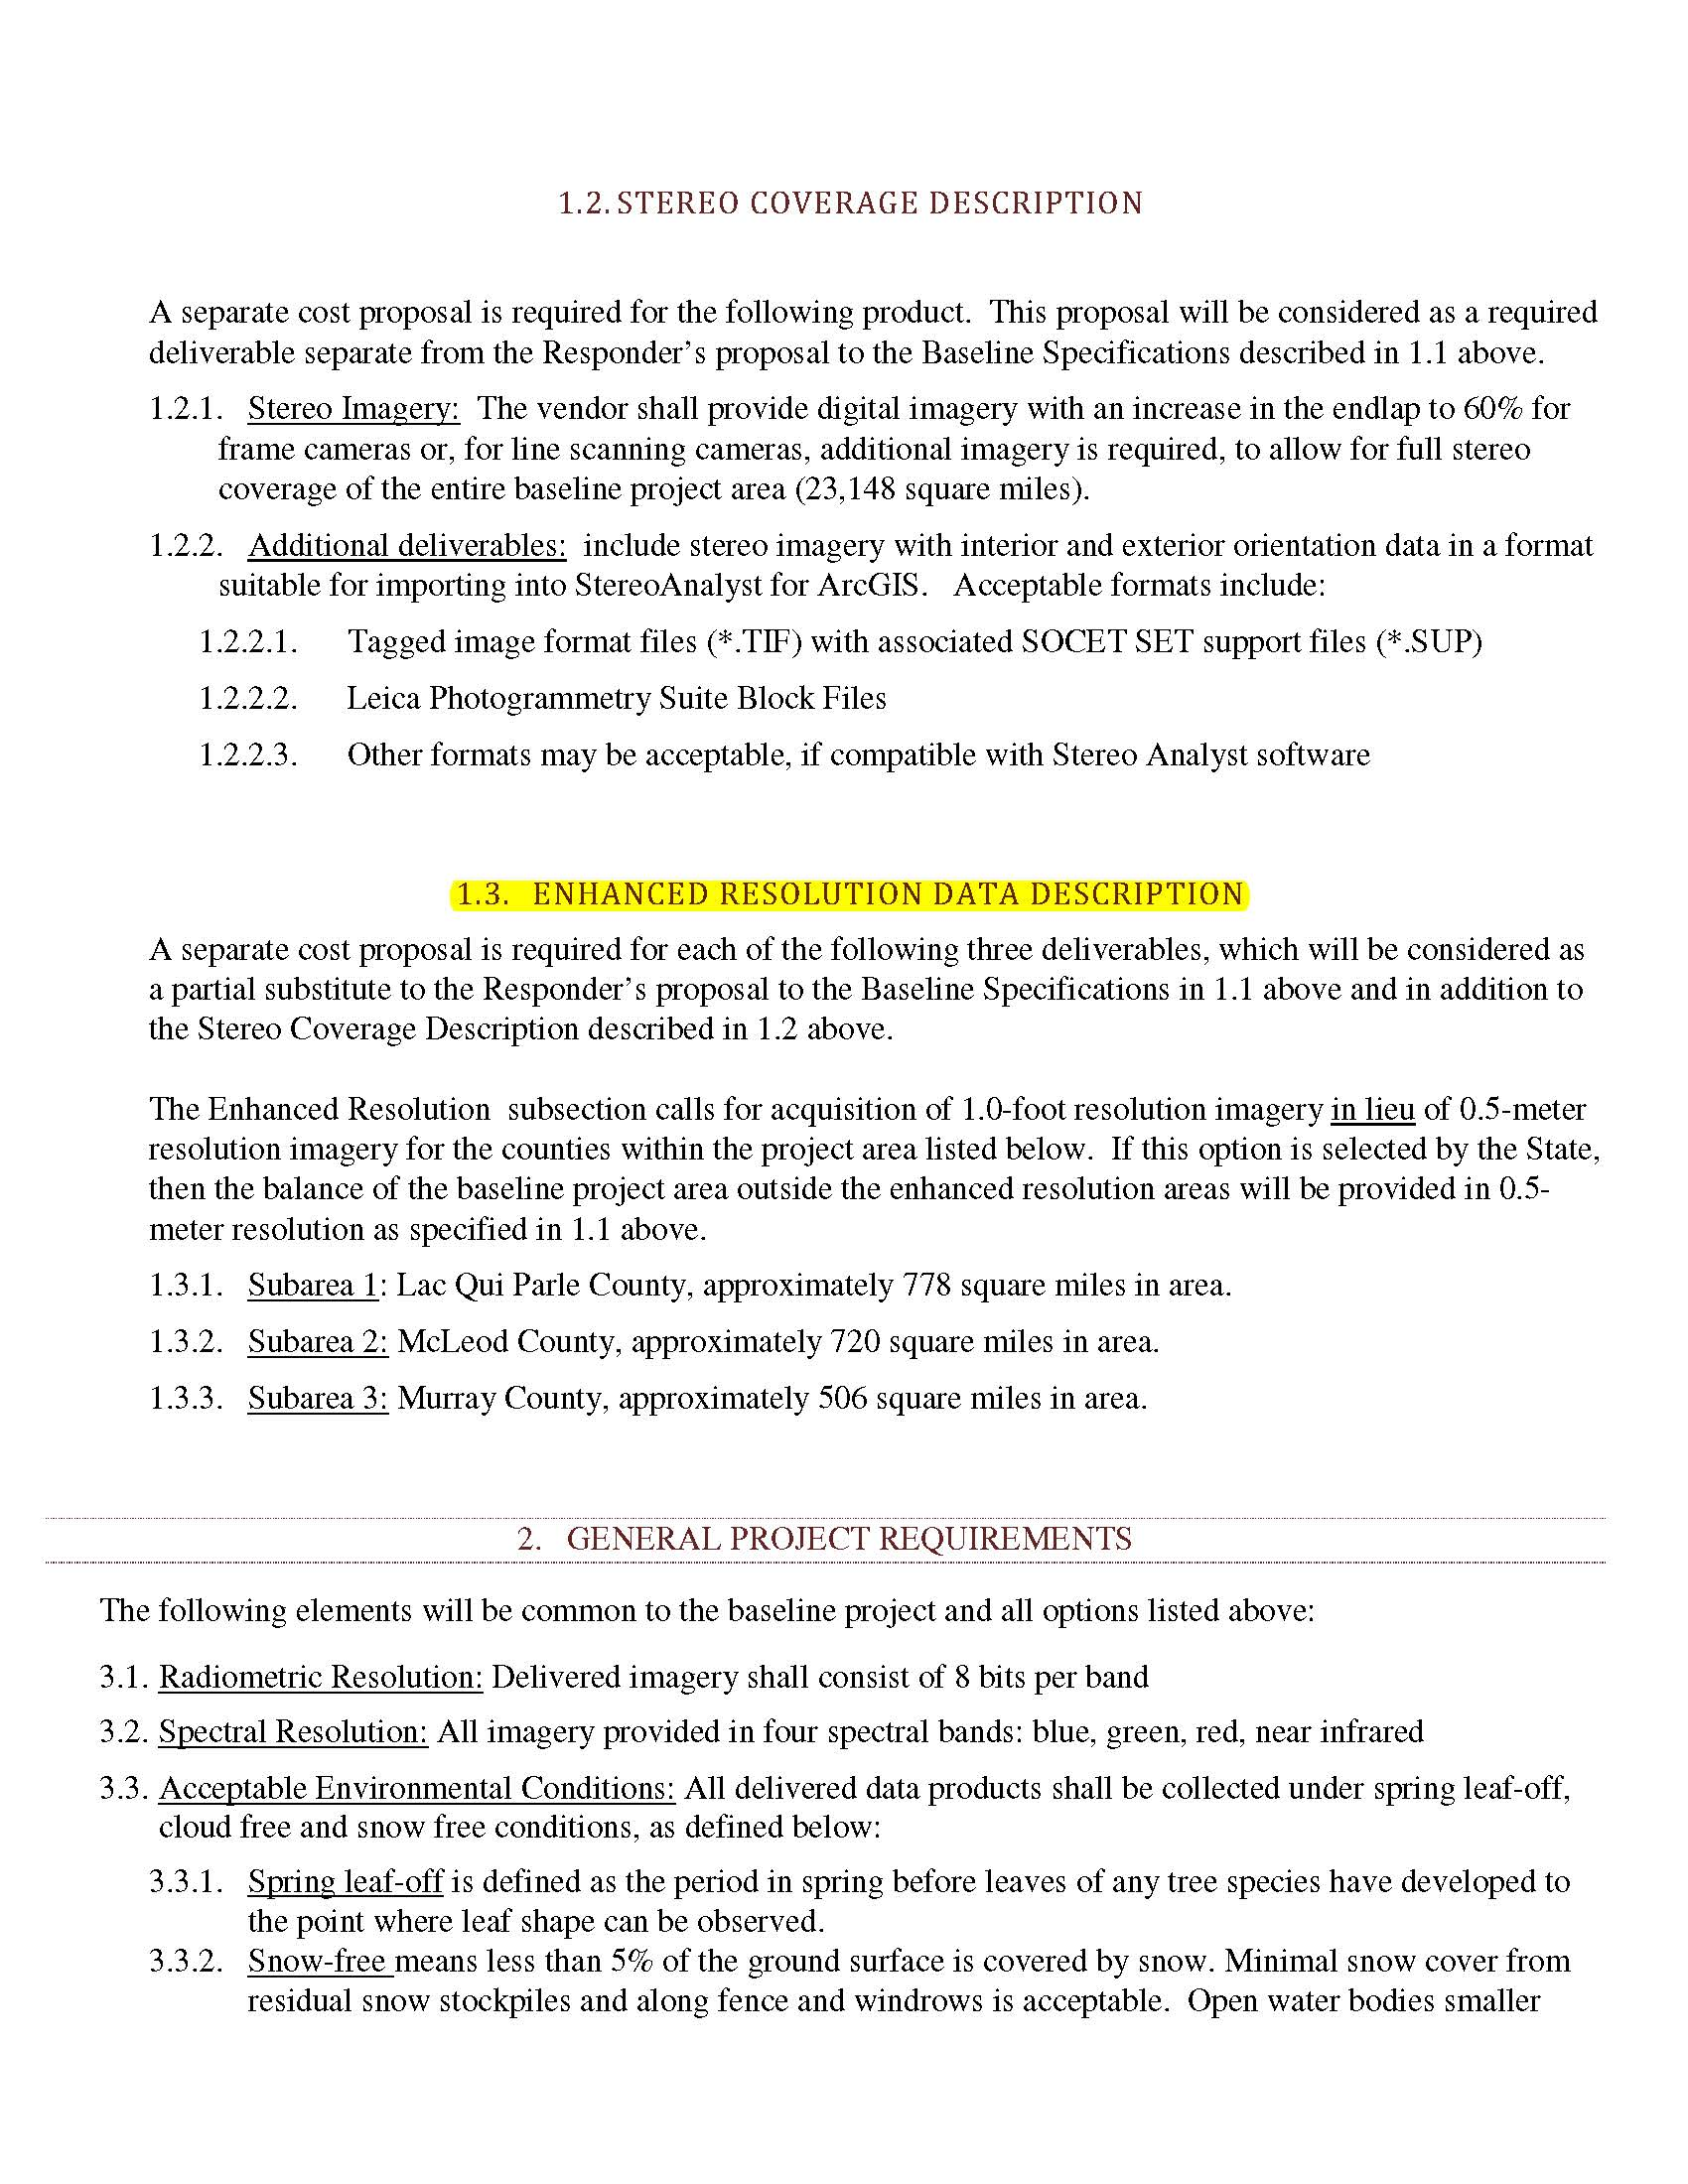 1.2. STEREO COVERAGE DESCRIPTION
A separate cost proposal is required for the following product.  This proposal will be considered as a required
deliverable separate from the Responder’s proposal to the Baseline Specifications described in 1.1 above.
1.2.1. Stereo Imagery:  The vendor shall provide digital imagery with an increase in the endlap to 60% for
frame cameras or, for line scanning cameras, additional imagery is required, to allow for full stereo
coverage of the entire baseline project area (23,148 square miles).
1.2.2. Additional deliverables:  include stereo imagery with interior and exterior orientation data in a format
suitable for importing into StereoAnalyst for ArcGIS.   Acceptable formats include:
1.2.2.1. Tagged image format files (*.TIF) with associated SOCET SET support files (*.SUP)
1.2.2.2. Leica Photogrammetry Suite Block Files
1.2.2.3. Other formats may be acceptable, if compatible with Stereo Analyst software
1.3. ENHANCED RESOLUTION DATA DESCRIPTION
A separate cost proposal is required for each of the following three deliverables, which will be considered as
a partial substitute to the Responder’s proposal to the Baseline Specifications in 1.1 above and in addition to
the Stereo Coverage Description described in 1.2 above.
The Enhanced Resolution  subsection calls for acquisition of 1.0-foot resolution imagery in lieu of 0.5-meter
resolution imagery for the counties within the project area listed below.  If this option is selected by the State,
then the balance of the baseline project area outside the enhanced resolution areas will be provided in 0.5-
meter resolution as specified in 1.1 above.
1.3.1. Subarea 1: Lac Qui Parle County, approximately 778 square miles in area.
1.3.2. Subarea 2: McLeod County, approximately 720 square miles in area.
1.3.3. Subarea 3: Murray County, approximately 506 square miles in area.
2. GENERAL PROJECT REQUIREMENTS
The following elements will be common to the baseline project and all options listed above:
3.1. Radiometric Resolution: Delivered imagery shall consist of 8 bits per band
3.2. Spectral Resolution: All imagery provided in four spectral bands: blue, green, red, near infrared
3.3. Acceptable Environmental Conditions: All delivered data products shall be collected under spring leaf-off,
cloud free and snow free conditions, as defined below:
3.3.1. Spring leaf-off is defined as the period in spring before leaves of any tree species have developed to
the point where leaf shape can be observed.
3.3.2. Snow-free means less than 5% of the ground surface is covered by snow. Minimal snow cover from
residual snow stockpiles and along fence and windrows is acceptable.  Open water bodies smaller